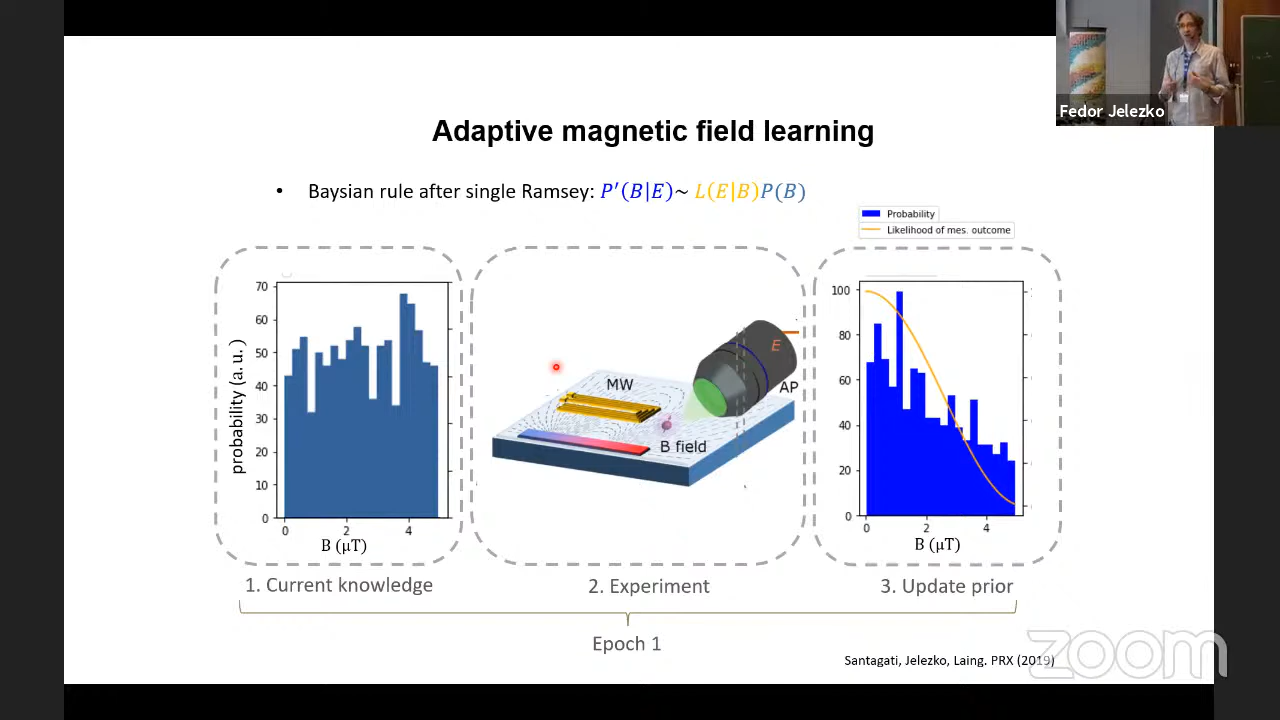 Fedor Jelezko
Adaptive magnetic field learning
• Baysian rule after single Ramsey: P′(B|E)~ L(E|B)P(B)
Probability
Likelihood of mes. outcome
probability (a. u. )
70
60
50
40
30
20
10
0
0 2 4
B (μT)
MW
E
AP
B field
100
80
60
40
20
0
0 2 4
B (μT)
1. Current knowledge
2. Experiment
3. Update prior
Epoch 1
Santagati, Jelezko, Laing. PRX (2019)
zoom